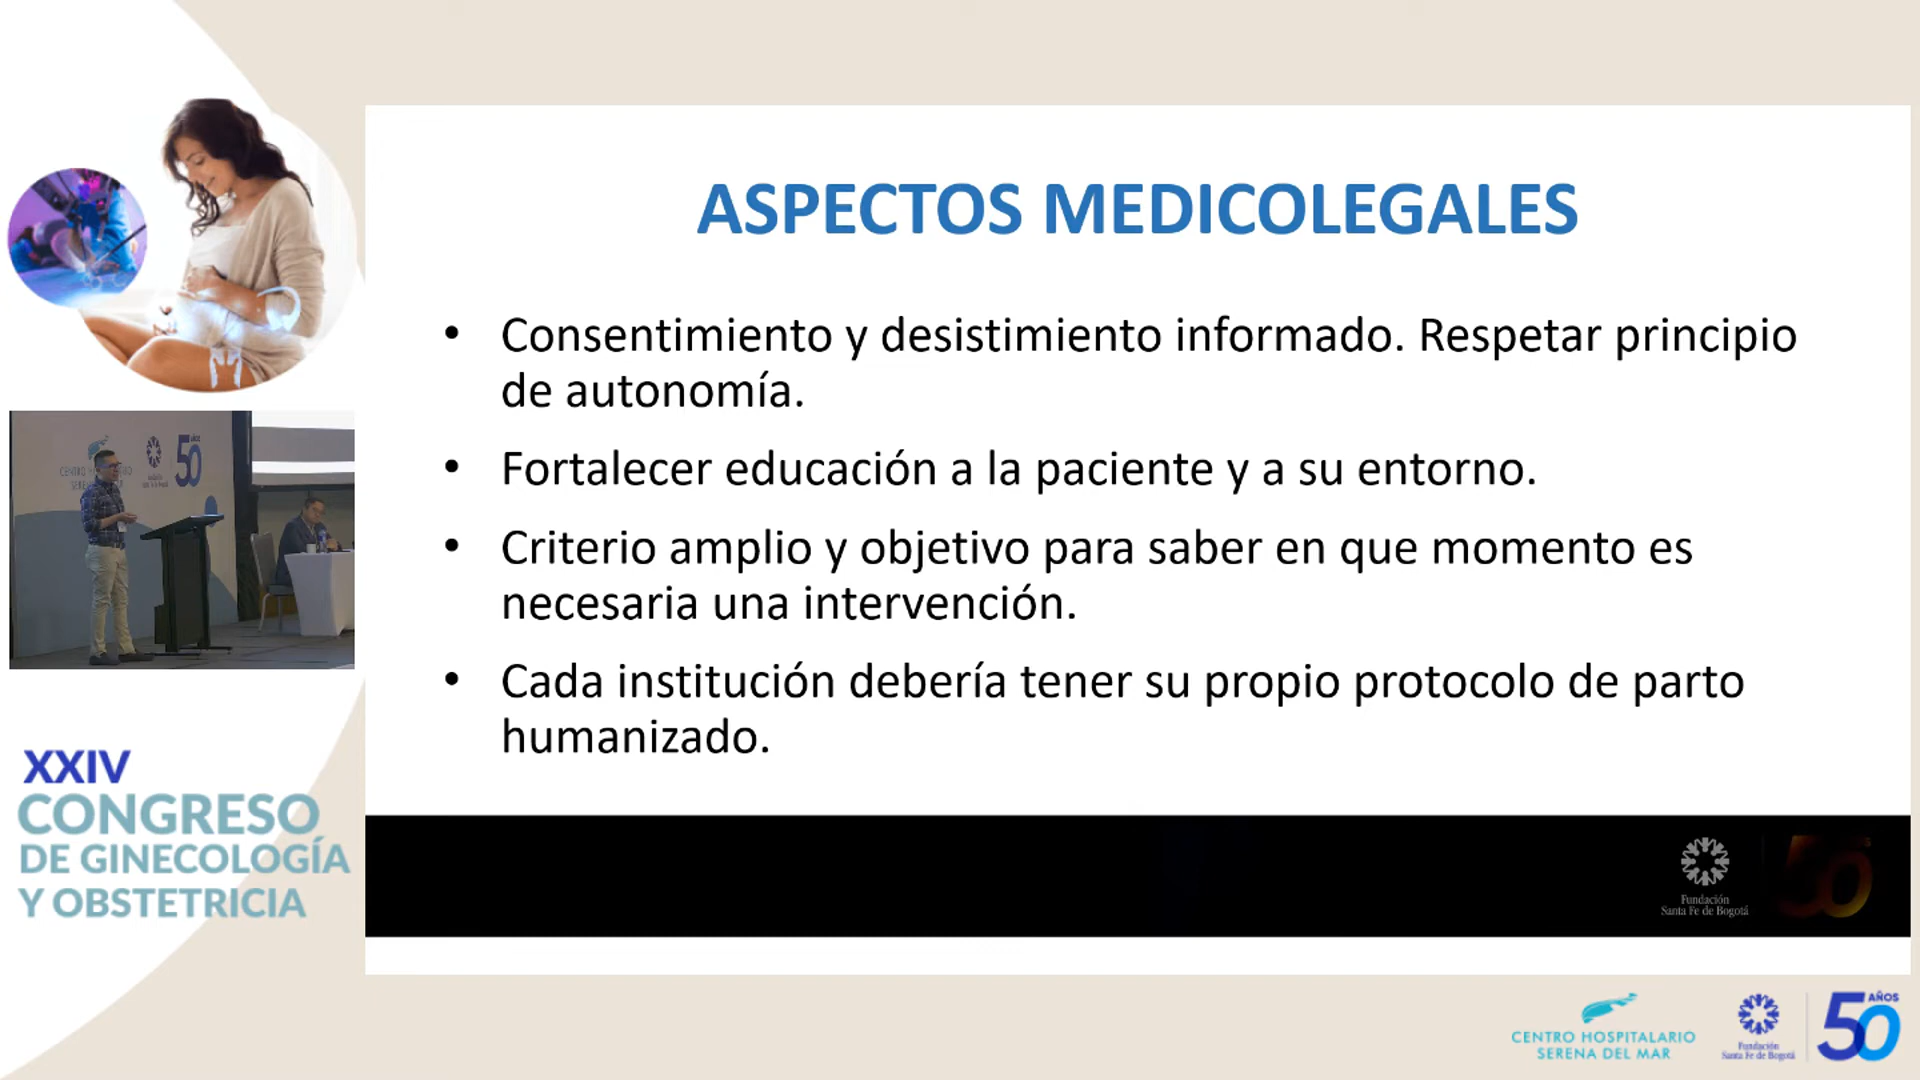 ASPECTOS MEDICOLEGALES
• Consentimiento y desistimiento informado. Respetar principio
de autonomía.
• Fortalecer educación a la paciente y a su entorno.
• Criterio amplio y objetivo para saber en que momento es
necesaria una intervención.
• Cada institución debería tener su propio protocolo de parto
humanizado.
50
XXIV
CONGRESO
DE GINECOLOGÍA
Y OBSTETRICIA
Fundación
Santa Fe de Bogotá
50
CENTRO HOSPITALARIO
SERENA DEL MAR
Fundación
Santa Fe de Bogotá
50 AÑOS